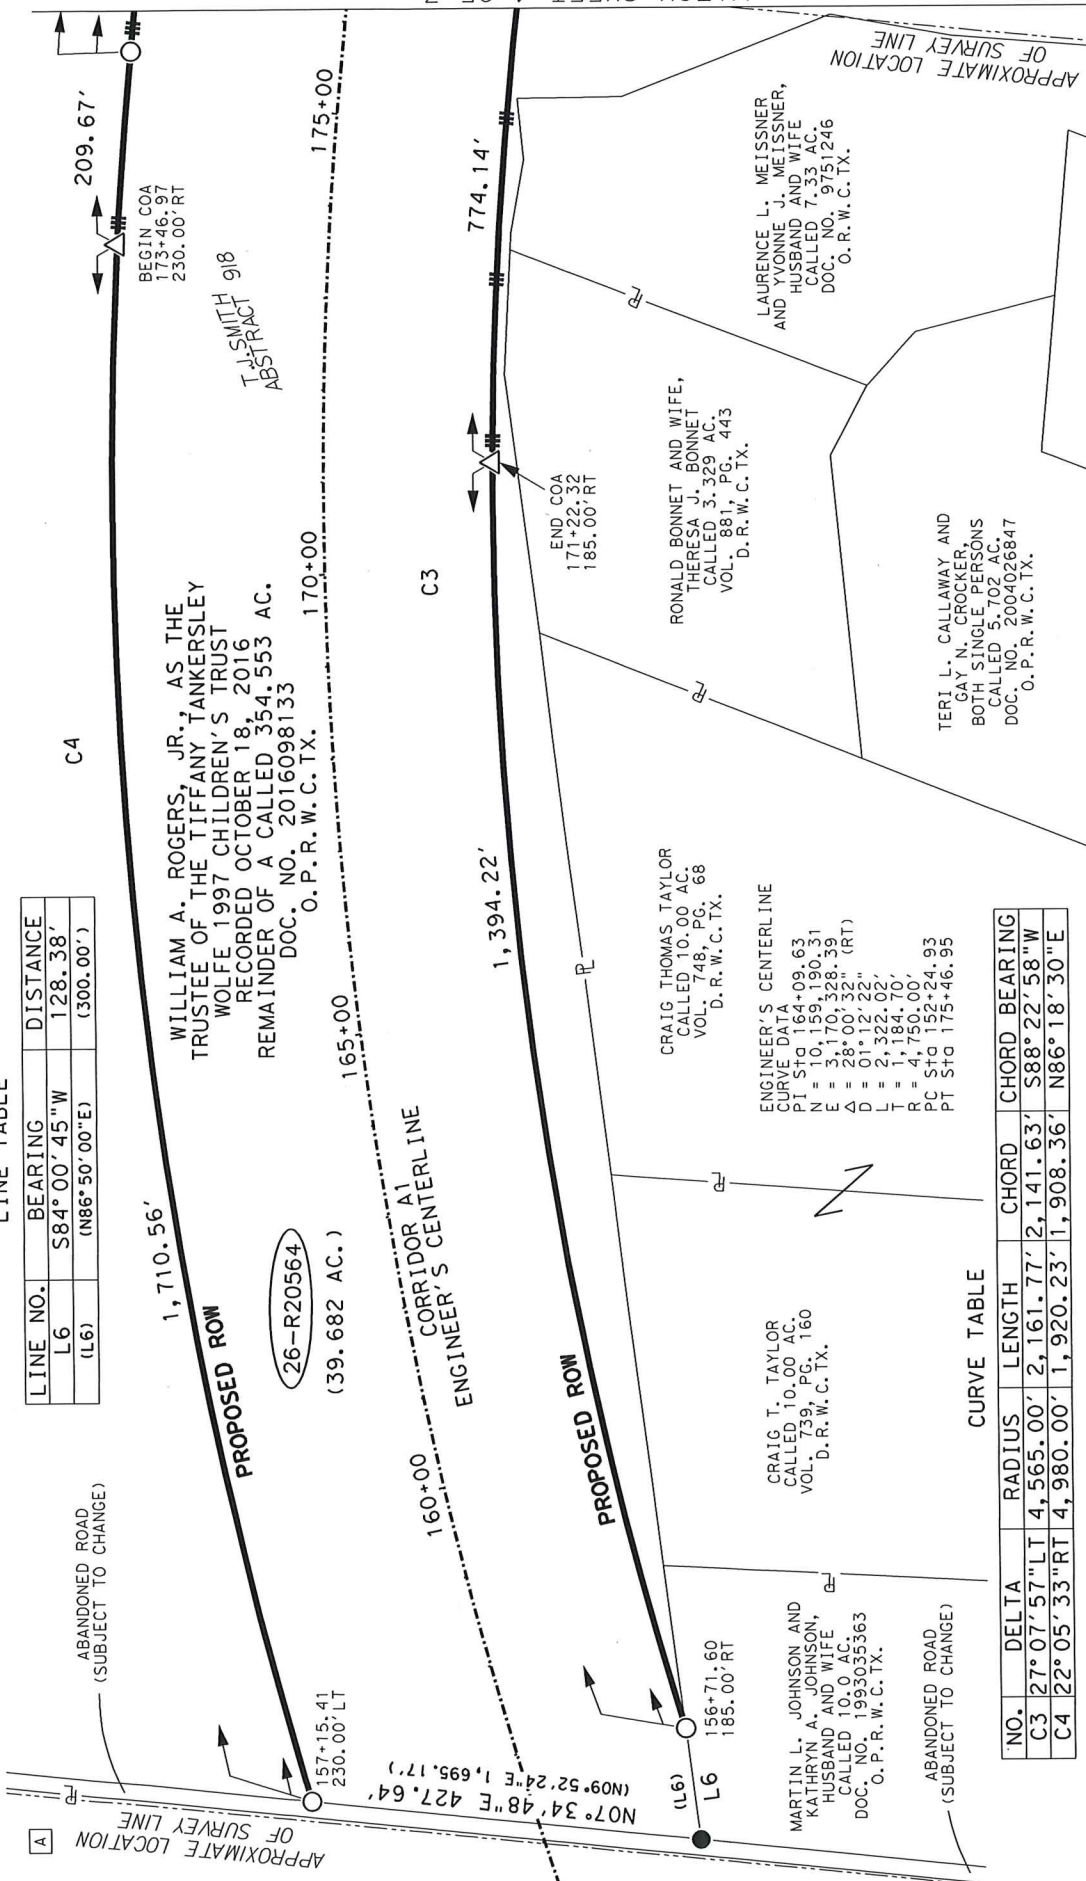 LINE TABLE
LINE NO. BEARING DISTANCE
L6 S84°00'45"W 128.38'
(L6) (N86°50'00"E) (300.00')
ABANDONED ROAD
(SUBJECT TO CHANGE)
A
APPROXIMATE LOCATION
OF SURVEY LINE
P̲L
157+15.41
230.00'LT
1,710.56'
PROPOSED ROW
C4
209.67'
BEGIN COA
173+46.97
230.00'RT
T.J.SMITH
ABSTRACT 918
WILLIAM A. ROGERS, JR., AS THE
TRUSTEE OF THE TIFFANY TANKERSLEY
WOLFE 1997 CHILDREN'S TRUST
RECORDED OCTOBER 18, 2016
REMAINDER OF A CALLED 354.553 AC.
DOC. NO. 2016098133
O.P.R.W.C.TX.
26-R20564
(39.682 AC.)
160+00
165+00
170+00
175+00
CORRIDOR A1
ENGINEER'S CENTERLINE
N07°34'48"E 427.64'
(N09°52'24"E 1,695.17')
(L6)
L6
156+71.60
185.00'RT
PROPOSED ROW
1,394.22'
C3
END COA
171+22.32
185.00'RT
774.14'
APPROXIMATE LOCATION
OF SURVEY LINE
MARTIN L. JOHNSON AND
KATHRYN A. JOHNSON,
HUSBAND AND WIFE
CALLED 10.0 AC.
DOC. NO. 1993035363
O.P.R.W.C.TX.
ABANDONED ROAD
(SUBJECT TO CHANGE)
PL
CRAIG T. TAYLOR
CALLED 10.00 AC.
VOL. 739, PG. 160
D.R.W.C.TX.
PL
N
CRAIG THOMAS TAYLOR
CALLED 10.00 AC.
VOL. 748, PG. 68
D.R.W.C.TX.
PL
ENGINEER'S CENTERLINE
CURVE DATA
PI Sta 164+09.63
N = 10,159,190.31
E = 3,170,328.39
Δ = 28°00'32" (RT)
D = 01°12'22"
L = 2,322.02'
T = 1,184.70'
R = 4,750.00'
PC Sta 152+24.93
PT Sta 175+46.95
PL
RONALD BONNET AND WIFE,
THERESA J. BONNET
CALLED 3.329 AC.
VOL. 881, PG. 443
D.R.W.C.TX.
PL
LAURENCE L. MEISSNER
AND YVONNE J. MEISSNER,
HUSBAND AND WIFE
CALLED 7.33 AC.
DOC. NO. 9751246
O.R.W.C.TX.
TERI L. CALLAWAY AND
GAY N. CROCKER,
BOTH SINGLE PERSONS
CALLED 5.702 AC.
DOC. NO. 2004026847
O.P.R.W.C.TX.
CURVE TABLE
NO. DELTA RADIUS LENGTH CHORD CHORD BEARING
C3 27°07'57"LT 4,565.00' 2,161.77' 2,141.63' S88°22'58"W
C4 22°05'33"RT 4,980.00' 1,920.23' 1,908.36' N86°18'30"E